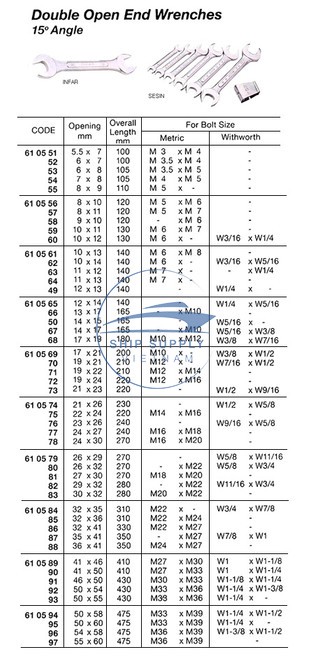 Double Open End Wrenches
15º Angle
INFAR
SESIN
CODE Opening mm Overall Length mm For Bolt Size
Metric Withworth
61 05 51 5.5 x 7 100 M 3 x M 4 -
52 6 x 7 100 M 3.5 x M 4 -
53 6 x 8 105 M 3.5 x M 5 -
54 7 x 8 105 M 4 x M 5 -
55 8 x 9 110 M 5 x - -
61 05 56 8 x 10 120 M 5 x M 6 -
57 8 x 11 120 M 5 x M 7 -
58 9 x 10 120 - x M 6 -
59 10 x 11 130 M 6 x M 7 -
60 10 x 12 130 M 6 x - W3/16 x W1/4
61 05 61 10 x 13 140 M 6 x M 8 -
62 10 x 14 140 M 6 x - W3/16 x W5/16
63 11 x 12 140 M 7 x - - x W1/4
64 11 x 13 140 M 7 x -
49 12 x 13 140 - W1/4 x -
61 05 65 12 x 14 140 - W1/4 x W5/16
66 13 x 17 165 - x M10 -
50 14 x 15 165 - W5/16 x -
67 14 x 17 165 - x M10 W5/16 x W3/8
68 17 x 19 180 M10 x M12 W3/8 x W7/16
61 05 69 17 x 21 200 M10 W3/8 x W1/2
70 19 x 21 210 M12 W7/16 x W1/2
71 19 x 22 210 M12 x M14 -
72 19 x 24 220 M12 x M16 -
73 21 x 23 220 - W1/2 x W9/16
61 05 74 21 x 26 230 - W1/2 x W5/8
75 22 x 24 220 M14 x M16 -
76 23 x 26 240 - W9/16 x W5/8
77 24 x 27 240 M16 x M18 -
78 24 x 30 270 M16 x M20 -
61 05 79 26 x 29 270 - W5/8 x W11/16
80 26 x 32 270 - x M22 W5/8 x W3/4
81 27 x 30 270 M18 x M20 -
82 29 x 32 280 - x M22 W11/16 x W3/4
83 30 x 32 280 M20 x M22 -
61 05 84 32 x 35 310 M22 x - W3/4 x W7/8
85 32 x 36 310 M22 x M24 -
86 32 x 41 330 M22 x M27 -
87 35 x 41 350 - x M27 W7/8 x W1
88 36 x 41 350 M24 x M27 -
61 05 89 41 x 46 410 M27 x M30 W1 x W1-1/8
90 41 x 50 410 M27 x M33 W1 x W1-1/4
91 46 x 50 430 M30 x M33 W1-1/8 x W1-1/4
92 50 x 54 430 M33 x M36 W1-1/4 x W1-3/8
93 50 x 55 430 M33 x M36 W1-1/4 x -
61 05 94 50 x 58 475 M33 x M39 W1-1/4 x W1-1/2
95 50 x 60 475 M33 x M39 -
96 54 x 58 475 M36 x M39 W1-3/8 x W1-1/2
97 55 x 60 475 M36 x M39 -
SHIP SUPPLY